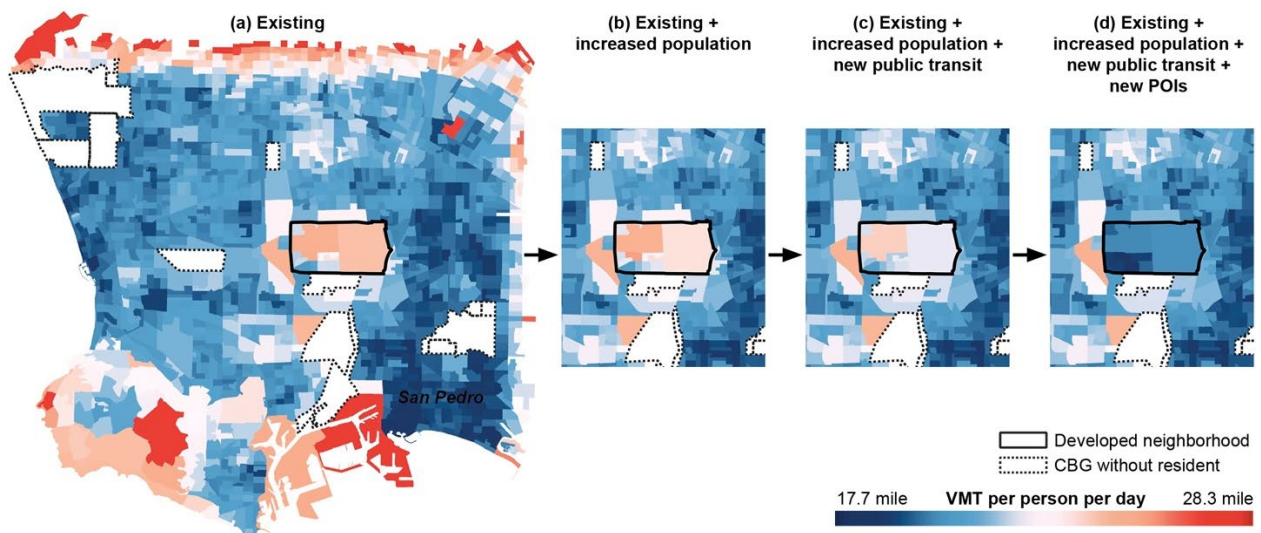 (a) Existing
(b) Existing +
increased population
(c) Existing +
increased population +
new public transit
(d) Existing +
increased population +
new public transit +
new POIs
San Pedro
Developed neighborhood
CBG without resident
17.7 mile VMT per person per day 28.3 mile